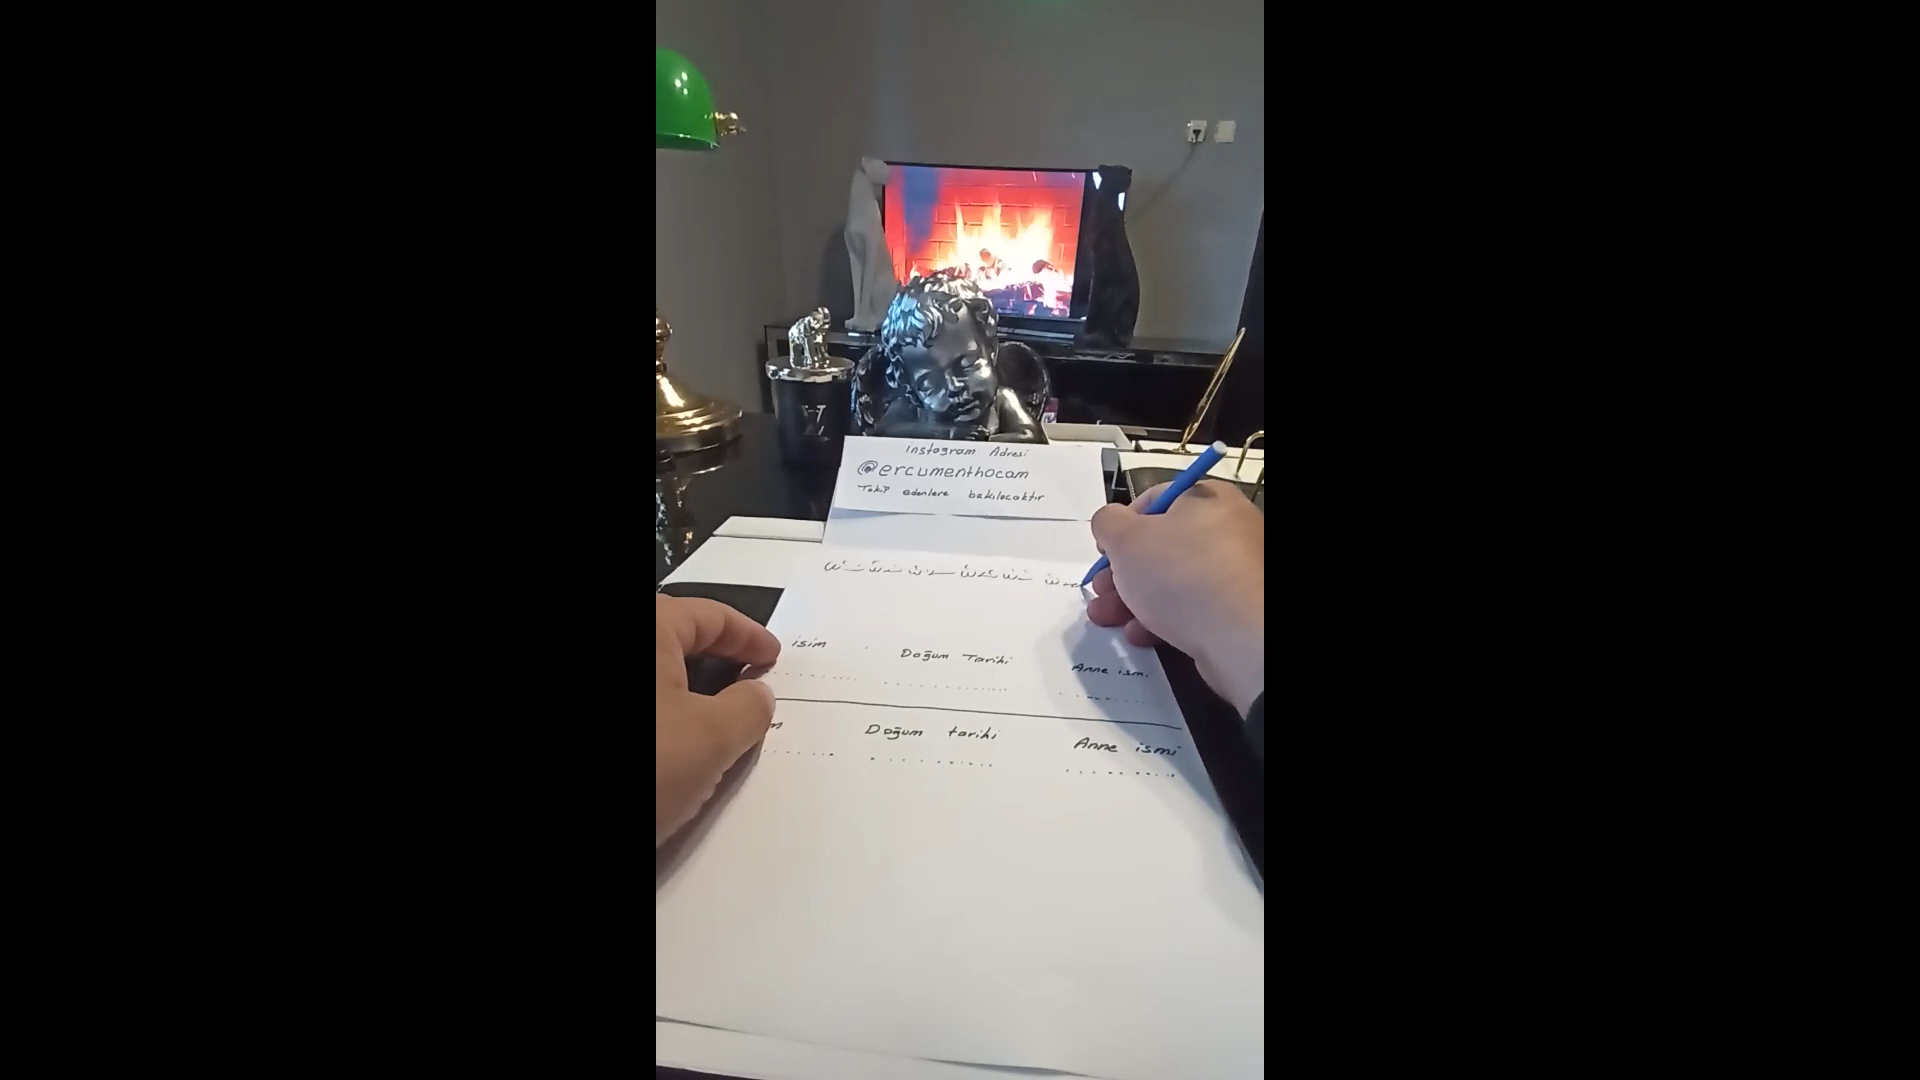 instagram Adresi
@ercumenthocam
Takip edenlere bakılacaktır
isim Doğum Tarihi Anne ismi
Doğum tarihi Anne ismi